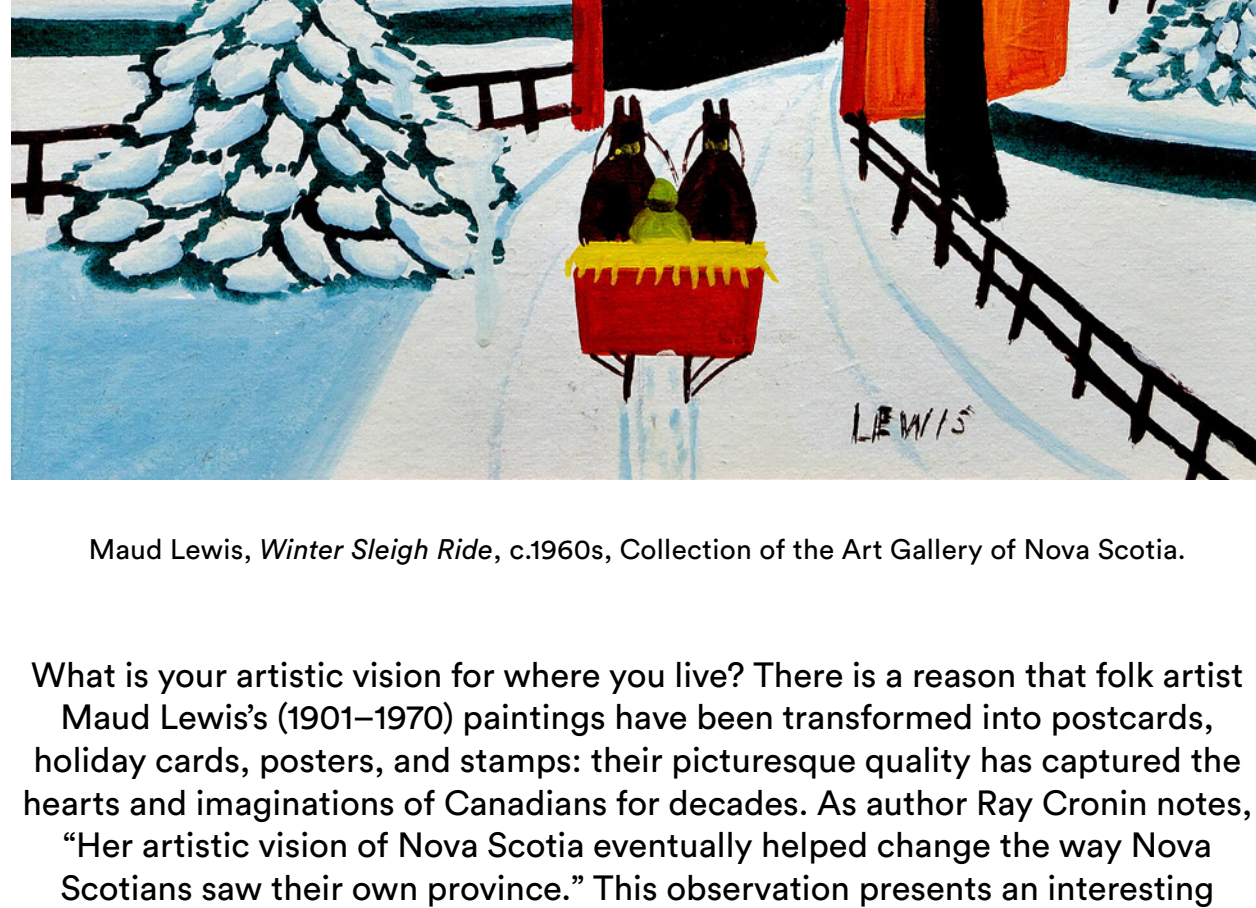 LEWIS
Maud Lewis, Winter Sleigh Ride, c.1960s, Collection of the Art Gallery of Nova Scotia.
What is your artistic vision for where you live? There is a reason that folk artist
Maud Lewis’s (1901–1970) paintings have been transformed into postcards,
holiday cards, posters, and stamps: their picturesque quality has captured the
hearts and imaginations of Canadians for decades. As author Ray Cronin notes,
“Her artistic vision of Nova Scotia eventually helped change the way Nova
Scotians saw their own province.” This observation presents an interesting